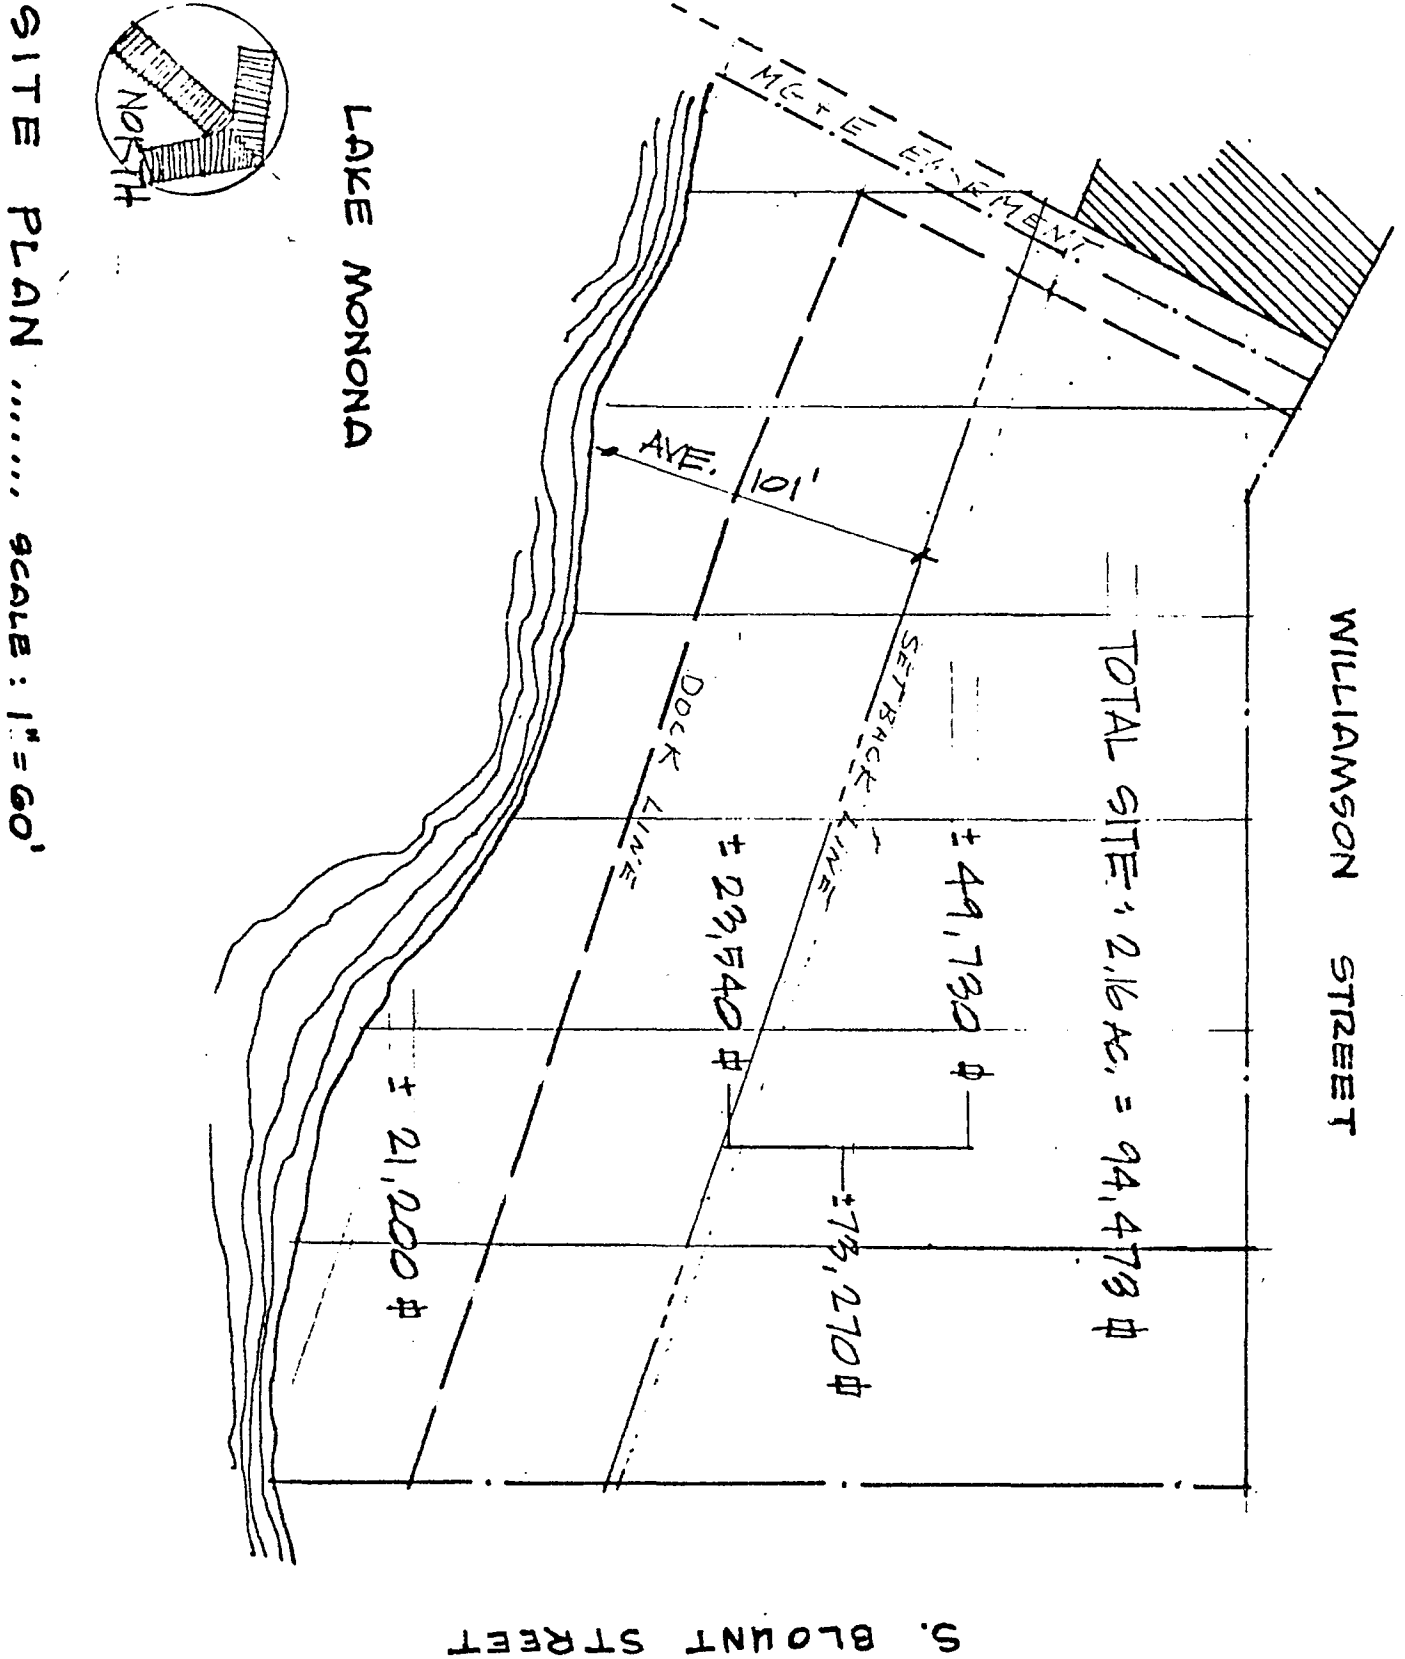 WILLIAMSON STREET
MG+E EASEMENT
TOTAL SITE: 2.16 AC. = 94,478 ⌷
± 49,730 ⌷
SETBACK LINE
± 73,270 ⌷
± 23,540 ⌷
AVE. 101'
DOCK LINE
± 21,200 ⌷
LAKE MONONA
S. BLOUNT STREET
NORTH
SITE PLAN ....... SCALE : 1" = 60'